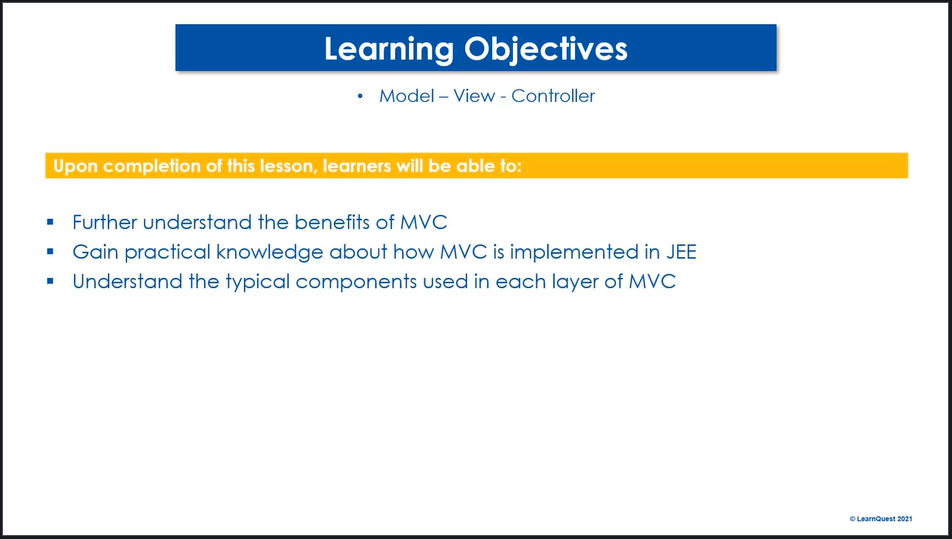 Learning Objectives
• Model – View - Controller
Upon completion of this lesson, learners will be able to:
▪ Further understand the benefits of MVC
▪ Gain practical knowledge about how MVC is implemented in JEE
▪ Understand the typical components used in each layer of MVC
© LearnQuest 2021